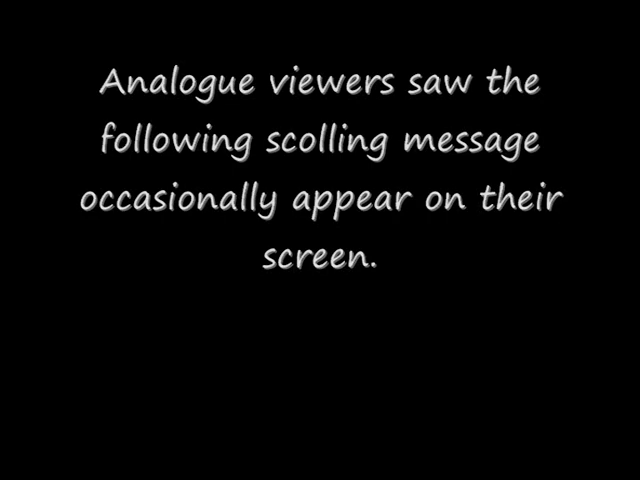 Analogue viewers saw the
following scolling message
occasionally appear on their
screen.